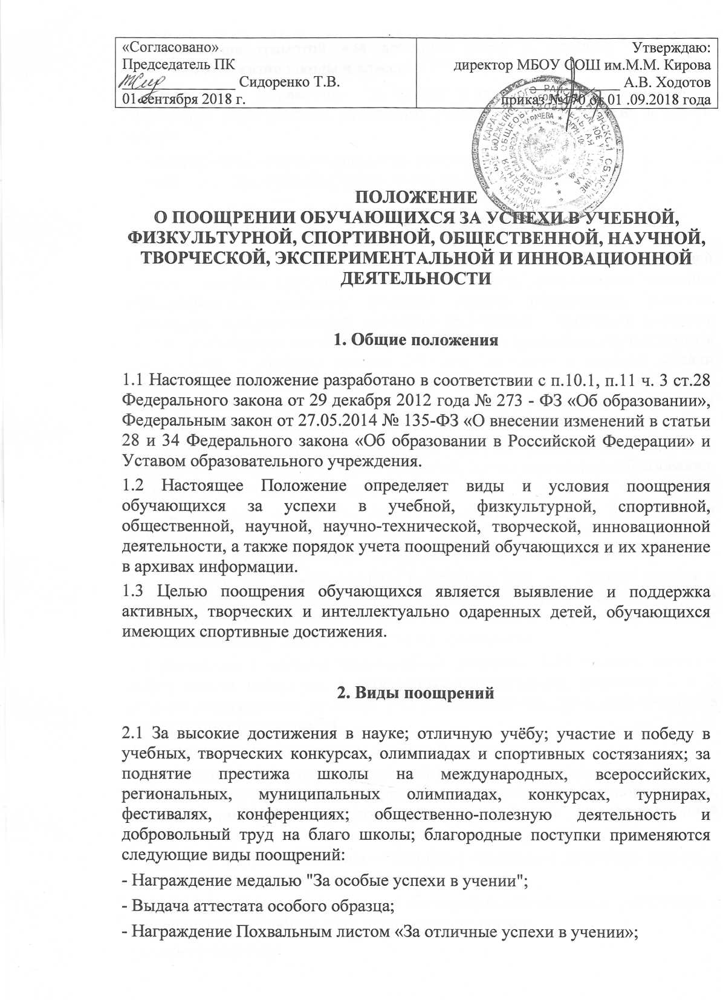 «Согласовано»
Председатель ПК
Сидоренко Т.В.
01 сентября 2018 г.
Утверждаю:
директор МБОУ СОШ им.М.М. Кирова
А.В. Ходотов
приказ №170 от 01 .09.2018 года
ПОЛОЖЕНИЕ
О ПООЩРЕНИИ ОБУЧАЮЩИХСЯ ЗА УСПЕХИ В УЧЕБНОЙ,
ФИЗКУЛЬТУРНОЙ, СПОРТИВНОЙ, ОБЩЕСТВЕННОЙ, НАУЧНОЙ,
ТВОРЧЕСКОЙ, ЭКСПЕРИМЕНТАЛЬНОЙ И ИННОВАЦИОННОЙ
ДЕЯТЕЛЬНОСТИ
1. Общие положения
1.1 Настоящее положение разработано в соответствии с п.10.1, п.11 ч. 3 ст.28
Федерального закона от 29 декабря 2012 года № 273 - ФЗ «Об образовании»,
Федеральным закон от 27.05.2014 № 135-ФЗ «О внесении изменений в статьи
28 и 34 Федерального закона «Об образовании в Российской Федерации» и
Уставом образовательного учреждения.
1.2 Настоящее Положение определяет виды и условия поощрения
обучающихся за успехи в учебной, физкультурной, спортивной,
общественной, научной, научно-технической, творческой, инновационной
деятельности, а также порядок учета поощрений обучающихся и их хранение
в архивах информации.
1.3 Целью поощрения обучающихся является выявление и поддержка
активных, творческих и интеллектуально одаренных детей, обучающихся
имеющих спортивные достижения.
2. Виды поощрений
2.1 За высокие достижения в науке; отличную учёбу; участие и победу в
учебных, творческих конкурсах, олимпиадах и спортивных состязаниях; за
поднятие престижа школы на международных, всероссийских,
региональных, муниципальных олимпиадах, конкурсах, турнирах,
фестивалях, конференциях; общественно-полезную деятельность и
добровольный труд на благо школы; благородные поступки применяются
следующие виды поощрений:
- Награждение медалью "За особые успехи в учении";
- Выдача аттестата особого образца;
- Награждение Похвальным листом «За отличные успехи в учении»;